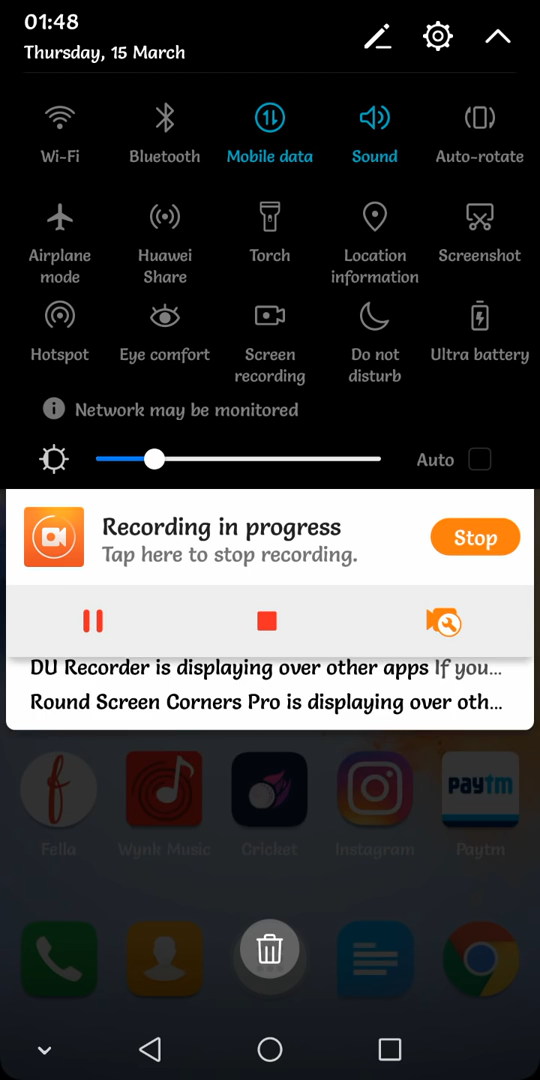 01:48
Thursday, 15 March
Wi-Fi
Bluetooth
Mobile data
Sound
Auto-rotate
Airplane
mode
Huawei
Share
Torch
Location
information
Screenshot
Hotspot
Eye comfort
Screen
recording
Do not
disturb
Ultra battery
Network may be monitored
Auto
Recording in progress
Tap here to stop recording.
Stop
DU Recorder is displaying over other apps If you...
Round Screen Corners Pro is displaying over oth...
paytm
Fella
Wynk Music
Cricket
Instagram
Paytm